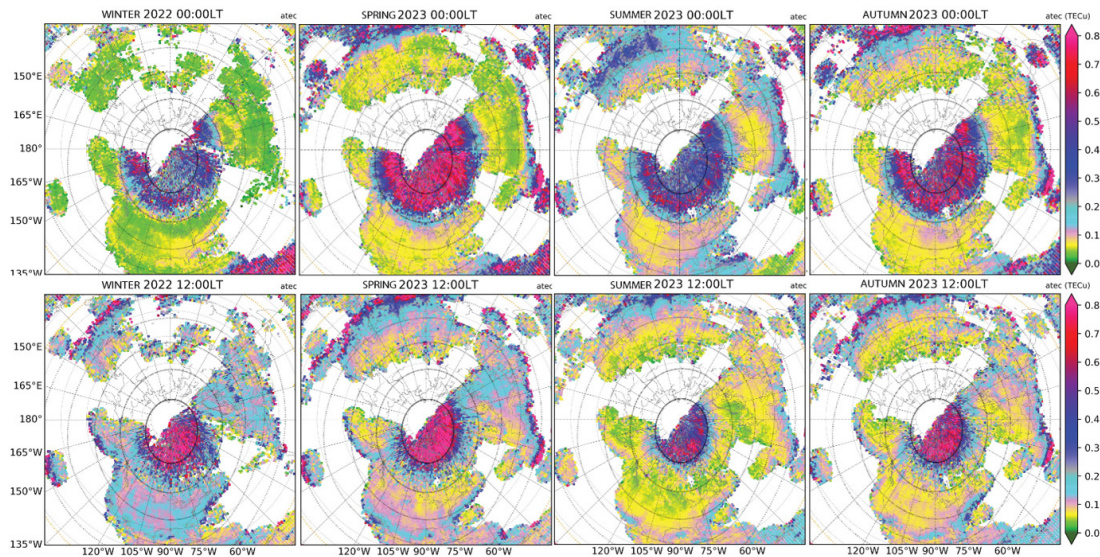 WINTER 2022 00:00LT atec SPRING 2023 00:00LT atec SUMMER 2023 00:00LT atec AUTUMN 2023 00:00LT atec (TECu)
150°E
165°E
180°
165°W
150°W
135°W
0.8
0.7
0.6
0.5
0.4
0.3
0.2
0.1
0.0
WINTER 2022 12:00LT atec SPRING 2023 12:00LT atec SUMMER 2023 12:00LT atec AUTUMN 2023 12:00LT atec (TECu)
150°E
165°E
180°
165°W
150°W
135°W
0.8
0.7
0.6
0.5
0.4
0.3
0.2
0.1
0.0
120°W 105°W 90°W 75°W 60°W 120°W 105°W 90°W 75°W 60°W 120°W 105°W 90°W 75°W 60°W 120°W 105°W 90°W 75°W 60°W